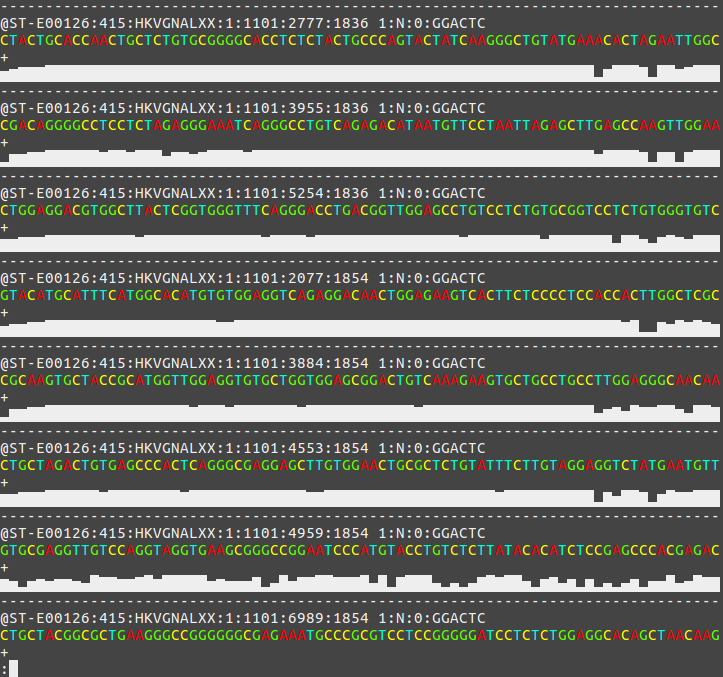 --------------------------------------------------------------------------------
@ST-E00126:415:HKVGNALXX:1:1101:2777:1836 1:N:0:GGACTC
CTACTGCACCAACTGCTCTGTGCGGGGCACCTCTCTACTGCCCAGTACTATCAAGGGCTGTATGAAACACTAGAATTGGC
+
--------------------------------------------------------------------------------
@ST-E00126:415:HKVGNALXX:1:1101:3955:1836 1:N:0:GGACTC
CGACAGGGGCCTCCTCTAGAGGGAAATCAGGGCCTGTCAGAGACATAATGTTCCTAATTAGAGCTTGAGCCAAGTTGGAA
+
--------------------------------------------------------------------------------
@ST-E00126:415:HKVGNALXX:1:1101:5254:1836 1:N:0:GGACTC
CTGGAGGACGTGGCTTACTCGGTGGGTTTCAGGGACCTGACGGTTGGAGCCTGTCCTCTGTGCGGTCCTCTGTGGGTGTC
+
--------------------------------------------------------------------------------
@ST-E00126:415:HKVGNALXX:1:1101:2077:1854 1:N:0:GGACTC
GTACATGCATTTCATGGCACATGTGTGGAGGTCAGAGGACAACTGGAGAAGTCACTTCTCCCCTCCACCACTTGGCTCGC
+
--------------------------------------------------------------------------------
@ST-E00126:415:HKVGNALXX:1:1101:3884:1854 1:N:0:GGACTC
CGCAAGTGCTACCGCATGGTTGGAGGTGTGCTGGTGGAGCGGACTGTCAAAGAAGTGCTGCCTGCCTTGGAGGGCAACAA
+
--------------------------------------------------------------------------------
@ST-E00126:415:HKVGNALXX:1:1101:4553:1854 1:N:0:GGACTC
CTGCTAGACTGTGAGCCCACTCAGGGCGAGGAGCTTGTGGAACTGCGCTCTGTATTTCTTGTAGGAGGTCTATGAATGTT
+
--------------------------------------------------------------------------------
@ST-E00126:415:HKVGNALXX:1:1101:4959:1854 1:N:0:GGACTC
GTGCGAGGTTGTCCAGGTAGGTGAAGCGGGCCGGAATCCCATGTACCTGTCTCTTATACACATCTCCGAGCCCACGAGAC
+
--------------------------------------------------------------------------------
@ST-E00126:415:HKVGNALXX:1:1101:6989:1854 1:N:0:GGACTC
CTGCTACGGCGCTGAAGGGCCGGGGGGCGAGAAATGCCCGCGTCCTCCGGGGGATCCTCTCTGGAGGCACAGCTAACAAG
+
: